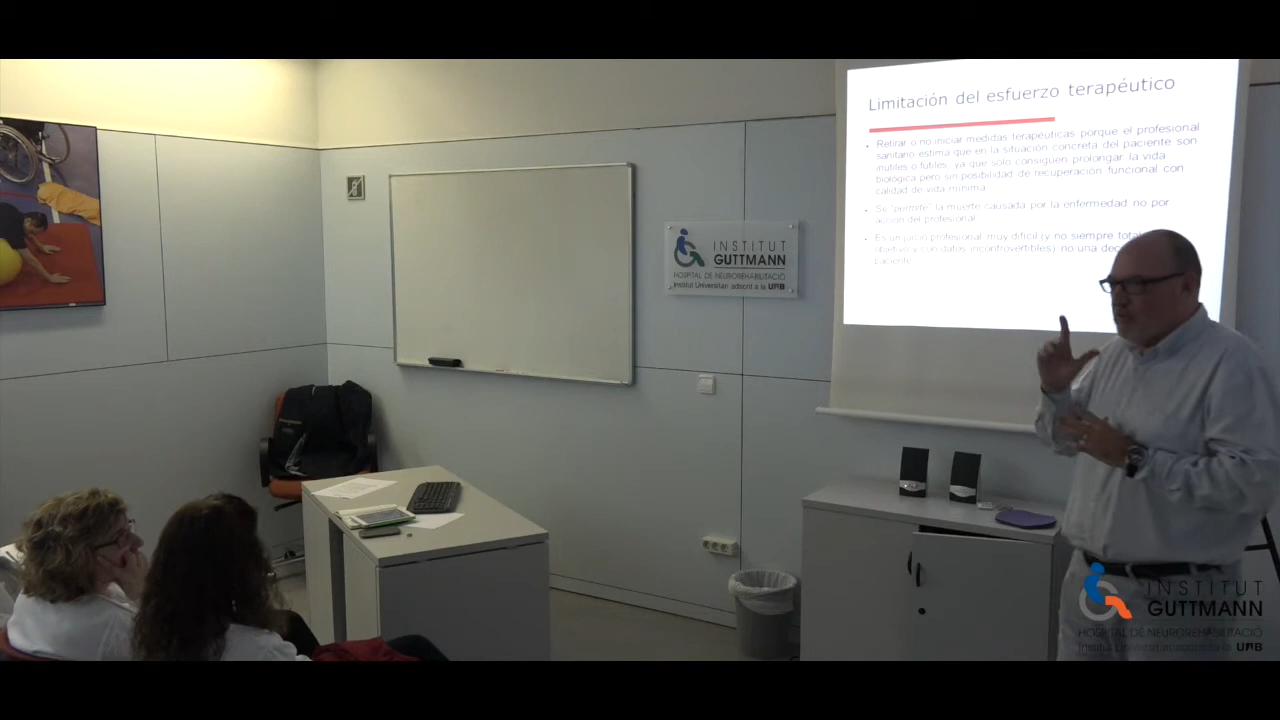 Limitación del esfuerzo terapéutico
Retirar o no iniciar medidas terapéuticas porque el profesional
sanitario estima que en la situación concreta del paciente son
inútiles o fútiles, ya que solo consiguen prolongar la vida
biológica pero sin posibilidad de recuperación funcional con
calidad de vida mínima
Se "permite" la muerte causada por la enfermedad no por
acción del profesional
Es un juicio profesional muy difícil (y no siempre
objetivo y con datos incontrovertibles) no una
paciente
INSTITUT
GUTTMANN
HOSPITAL DE NEUROREHABILITACIÓ
Institut Universitari adscrit a la UAB
INSTITUT
GUTTMANN
HOSPITAL DE NEUROREHABILITACIÓ
Institut Universitari adscrit a la UAB